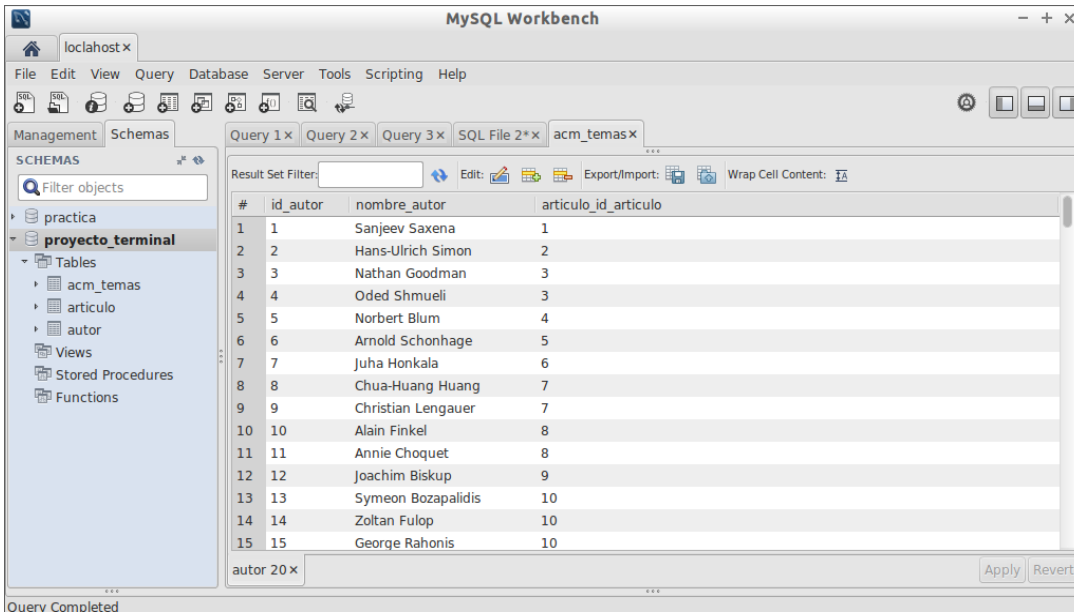 MySQL Workbench
loclahost
File Edit View Query Database Server Tools Scripting Help
Management Schemas
Query 1 Query 2 Query 3 SQL File 2* acm_temas
SCHEMAS
Filter objects
practica
proyecto_terminal
Tables
acm_temas
articulo
autor
Views
Stored Procedures
Functions
Result Set Filter: Edit: Export/Import: Wrap Cell Content:
# id_autor nombre_autor articulo_id_articulo
1 1 Sanjeev Saxena 1
2 2 Hans-Ulrich Simon 2
3 3 Nathan Goodman 3
4 4 Oded Shmueli 3
5 5 Norbert Blum 4
6 6 Arnold Schonhage 5
7 7 Juha Honkala 6
8 8 Chua-Huang Huang 7
9 9 Christian Lengauer 7
10 10 Alain Finkel 8
11 11 Annie Choquet 8
12 12 Joachim Biskup 9
13 13 Symeon Bozapalidis 10
14 14 Zoltan Fulop 10
15 15 George Rahonis 10
autor 20 Apply Revert
Query Completed